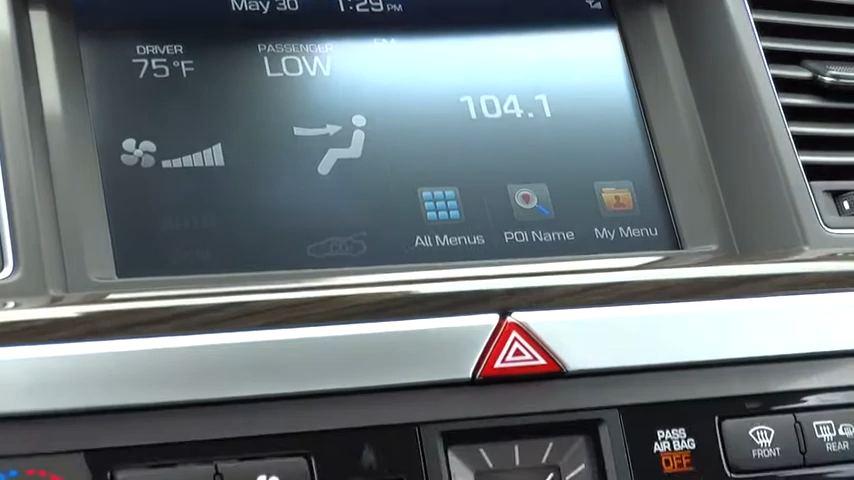 May 30 1:29 PM
DRIVER PASSENGER
75°F LOW
104.1
All Menus POI Name My Menu
PASS
AIR BAG
OFF
FRONT
REAR